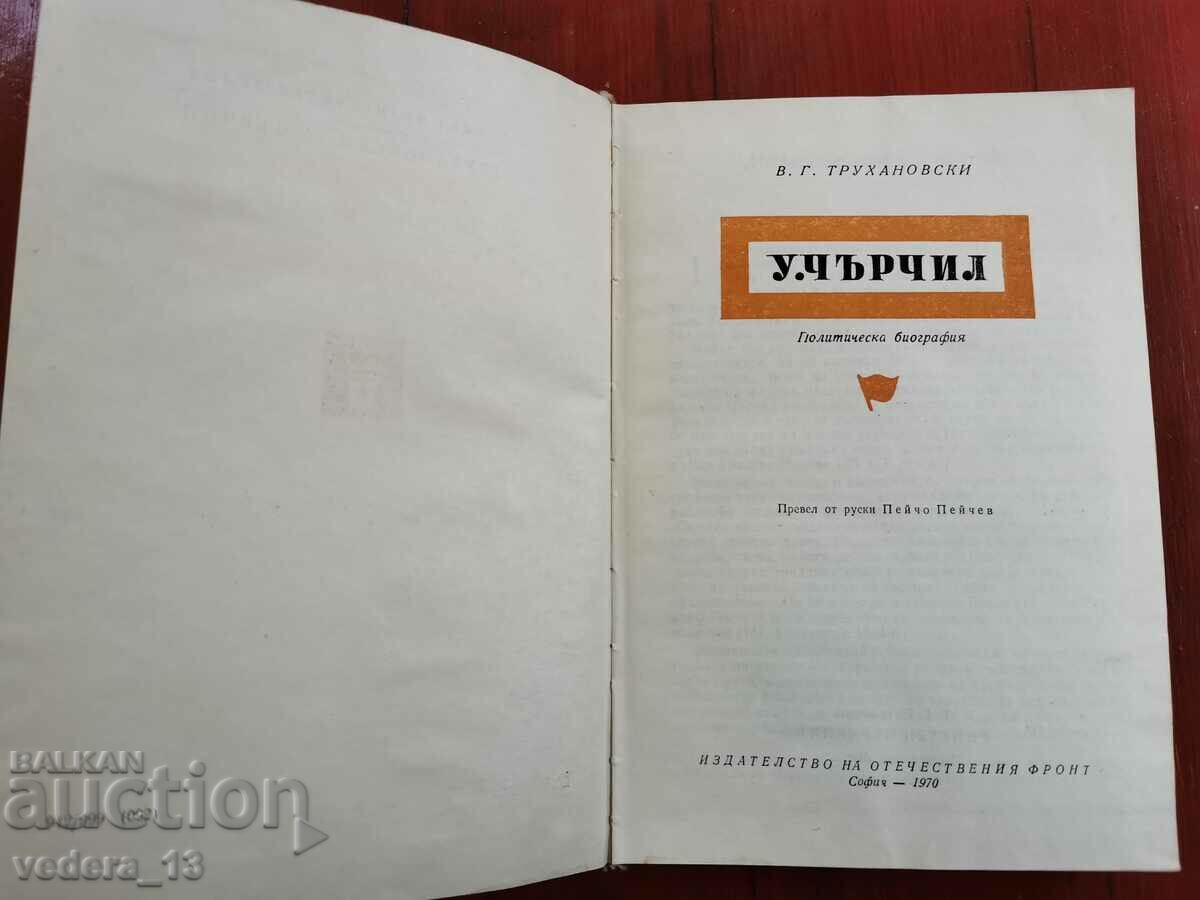 В. Г. ТРУХАНОВСКИ
У.ЧЪРЧИЛ
Политическа биография
Превел от руски Пейчо Пейчев
ИЗДАТЕЛСТВО НА ОТЕЧЕСТВЕНИЯ ФРОНТ
София — 1970
BALKAN
auction
vedera_13